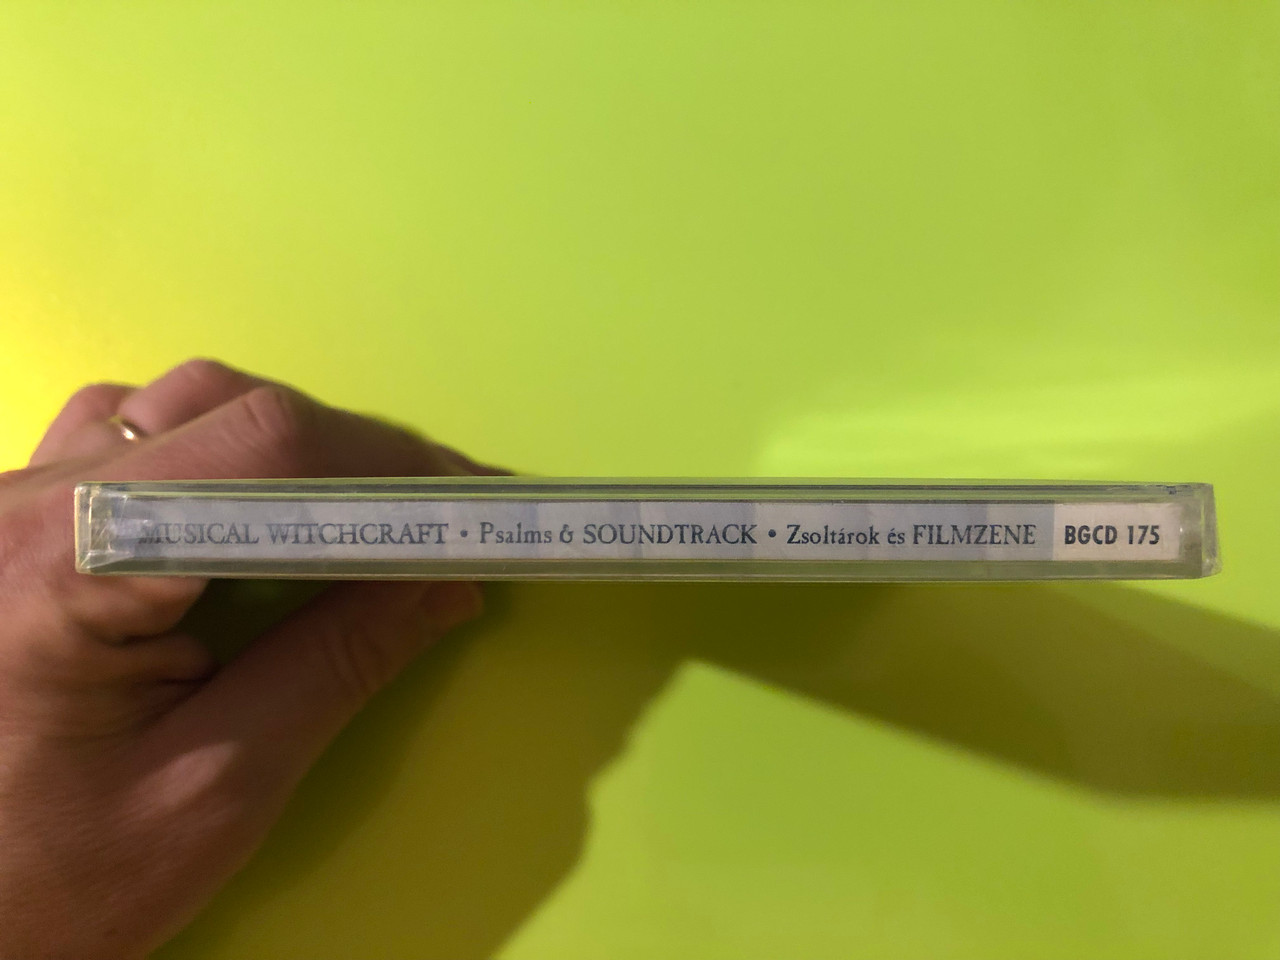 MUSICAL WITCHCRAFT • Psalms & SOUNDTRACK • Zsoltárok és FILMZENE BGCD 175